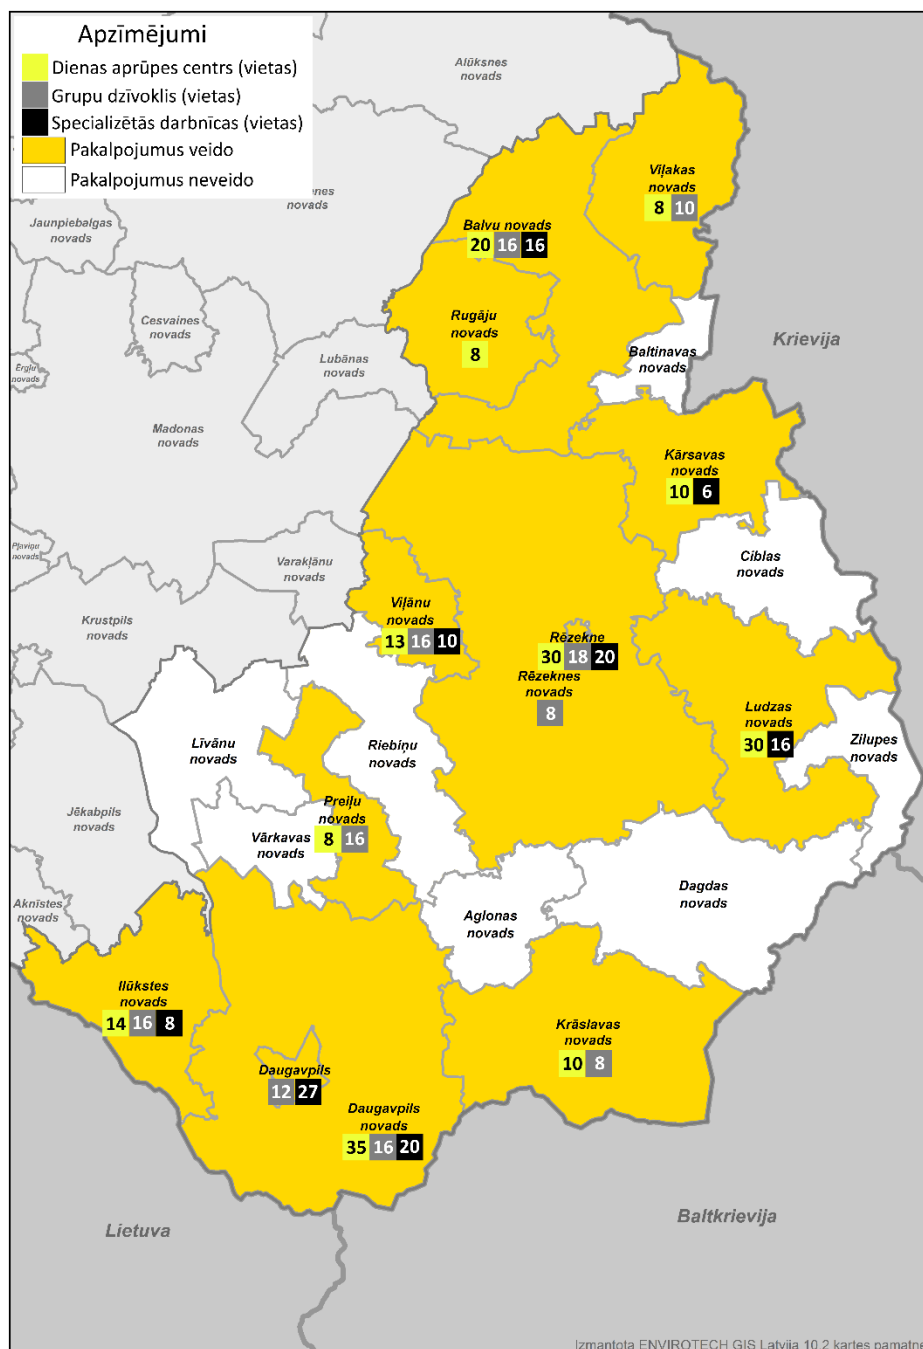 Apzīmējumi
Dienas aprūpes centrs (vietas)
Grupu dzīvoklis (vietas)
Specializētās darbnīcas (vietas)
Pakalpojumus veido
Pakalpojumus neveido
Alūksnes
novads
nes
novads
Jaunpiebalgas
novads
Viļakas
novads
8 10
Balvu novads
20 16 16
Cesvaines
novads
Rugāju
novads
8
Krievija
Baltinavas
novads
Lubānas
novads
Ērgļu
novads
Madonas
novads
Kārsavas
novads
10 6
Pļaviņu
novads
Varakļānu
novads
Ciblas
novads
Krustpils
novads
Viļānu
novads
13 16 10
Rēzekne
30 18 20
Rēzeknes
novads
8
Ludzas
novads
30 16
Zilupes
novads
Līvānu
novads
Riebiņu
novads
Jēkabpils
novads
Preiļu
novads
8 16
Vārkavas
novads
Dagdas
novads
Aknīstes
novads
Aglonas
novads
Ilūkstes
novads
14 16 8
Krāslavas
novads
10 8
Daugavpils
12 27
Daugavpils
novads
35 16 20
Lietuva
Baltkrievija
Izmantota ENVIROTECH GIS Latvija 10.2 kartes pamatne